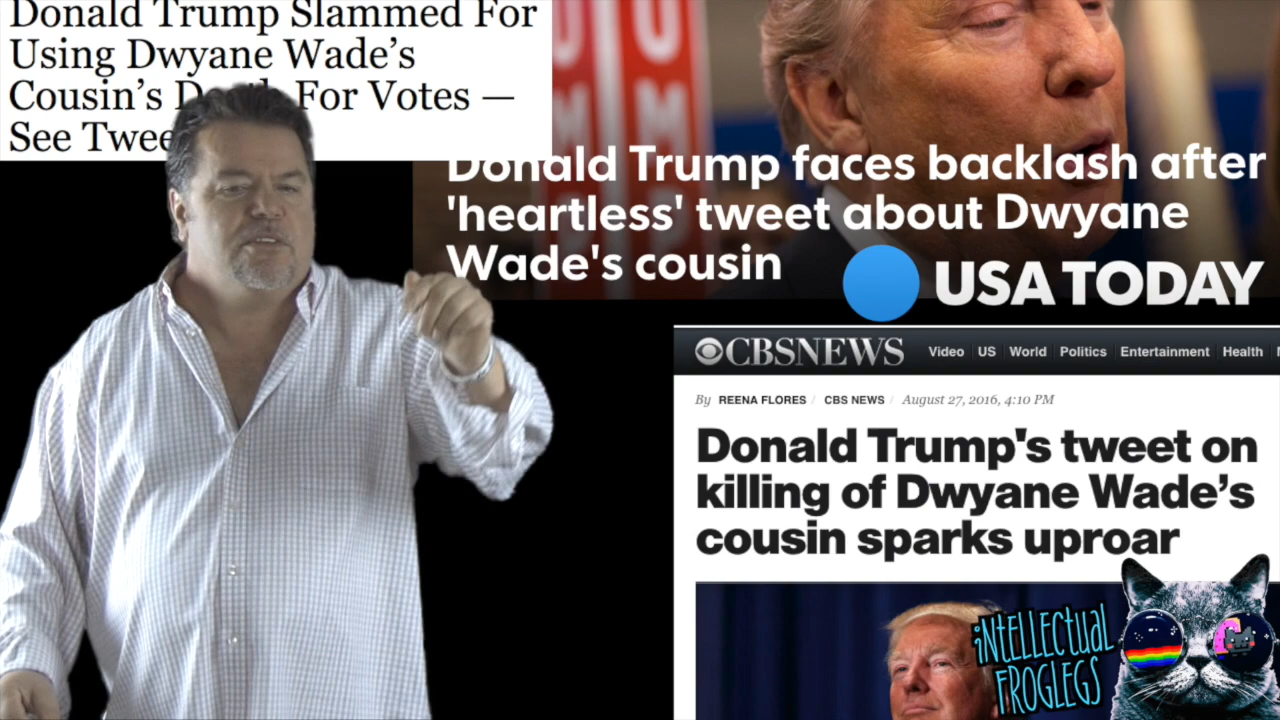 Donald Trump Slammed For
Using Dwyane Wade's
Cousin's For Votes —
See
Donald Trump faces backlash after
'heartless' tweet about Dwyane
Wade's cousin
USA TODAY
CBSNEWS
Video US World Politics Entertainment Health
By REENA FLORES / CBS NEWS / August 27, 2016, 4:10 PM
Donald Trump's tweet on
killing of Dwyane Wade's
cousin sparks uproar
iNtELLECtUaL
FROGLEGS